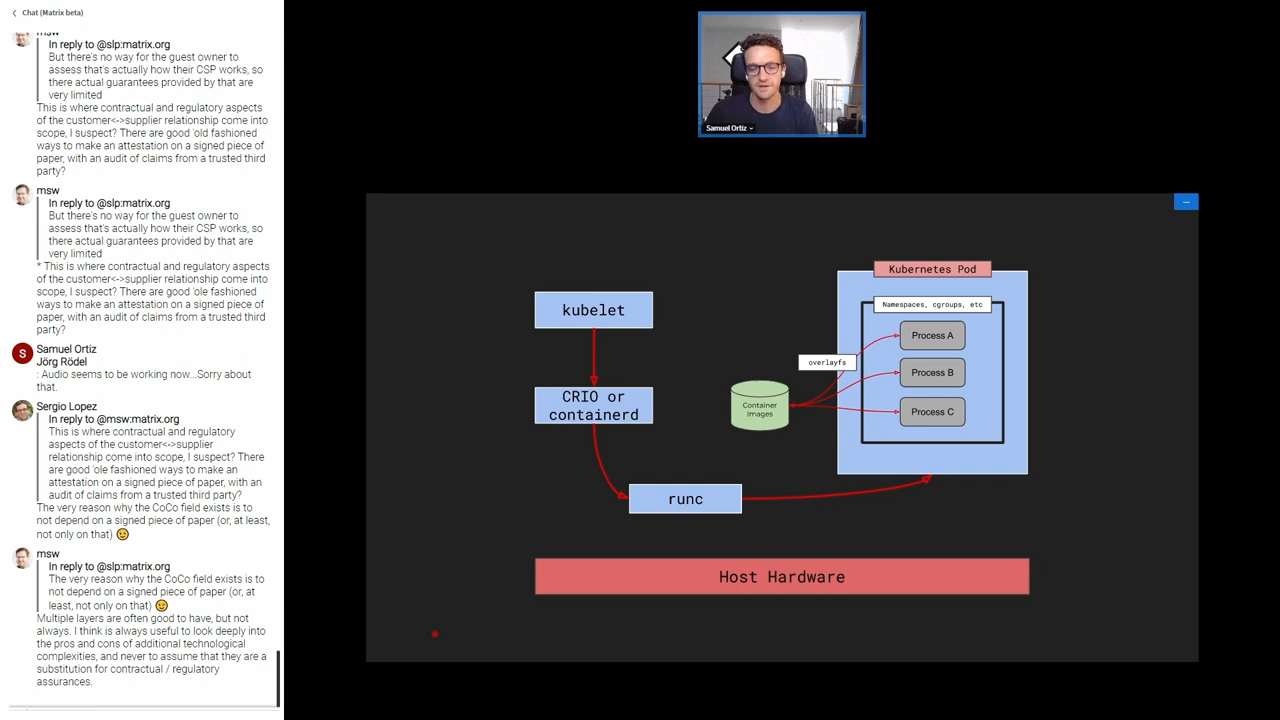 Chat (Matrix beta)
msw
In reply to @slp:matrix.org
But there's no way for the guest owner to
assess that's actually how their CSP works, so
there actual guarantees provided by that are
very limited
This is where contractual and regulatory aspects
of the customer<->supplier relationship come into
scope, I suspect? There are good 'old fashioned
ways to make an attestation on a signed piece of
paper, with an audit of claims from a trusted third
party?
msw
In reply to @slp:matrix.org
But there's no way for the guest owner to
assess that's actually how their CSP works, so
there actual guarantees provided by that are
very limited
* This is where contractual and regulatory aspects
of the customer<->supplier relationship come into
scope, I suspect? There are good 'ole fashioned
ways to make an attestation on a signed piece of
paper, with an audit of claims from a trusted third
party?
S
Samuel Ortiz
Jörg Rödel
: Audio seems to be working now...Sorry about
that.
Sergio Lopez
In reply to @msw:matrix.org
This is where contractual and regulatory
aspects of the customer<->supplier
relationship come into scope, I suspect? There
are good 'ole fashioned ways to make an
attestation on a signed piece of paper, with an
audit of claims from a trusted third party?
The very reason why the CoCo field exists is to
not depend on a signed piece of paper (or, at least,
not only on that) 😉
msw
In reply to @slp:matrix.org
The very reason why the CoCo field exists is to
not depend on a signed piece of paper (or, at
least, not only on that) 😉
Multiple layers are often good to have, but not
always. I think is always useful to look deeply into
the pros and cons of additional technological
complexities, and never to assume that they are a
substitution for contractual / regulatory
assurances.
Samuel Ortiz
Kubernetes Pod
Namespaces, cgroups, etc
kubelet
Process A
overlayfs
Process B
CRIO or
containerd
Container
Images
Process C
runc
Host Hardware